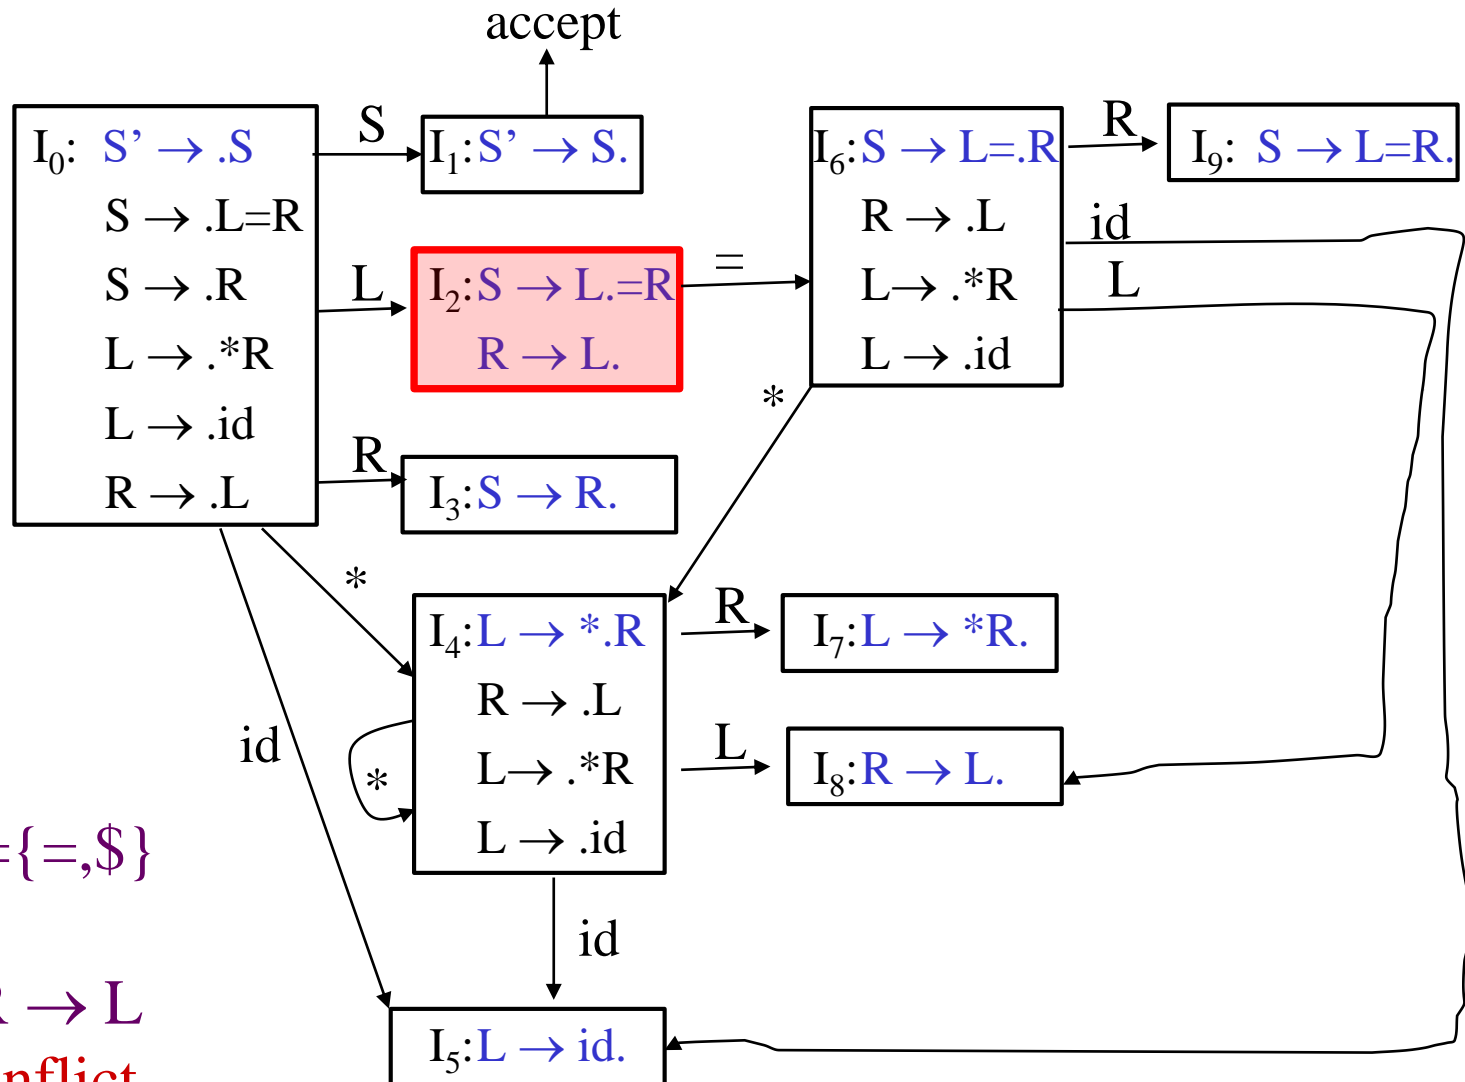 accept
I₀: S’ → .S
S → .L=R
S → .R
L → .*R
L → .id
R → .L
S
I₁:S’ → S.
L
I₂:S → L.=R
R → L.
=
R
I₃:S → R.
*
id
I₄:L → *.R
R → .L
L→ .*R
L → .id
*
R
I₇:L → *R.
L
I₈:R → L.
id
I₅:L → id.
I₆:S → L=.R
R → .L
L→ .*R
L → .id
*
R
I₉: S → L=R.
id
L
={=,$}
→ L